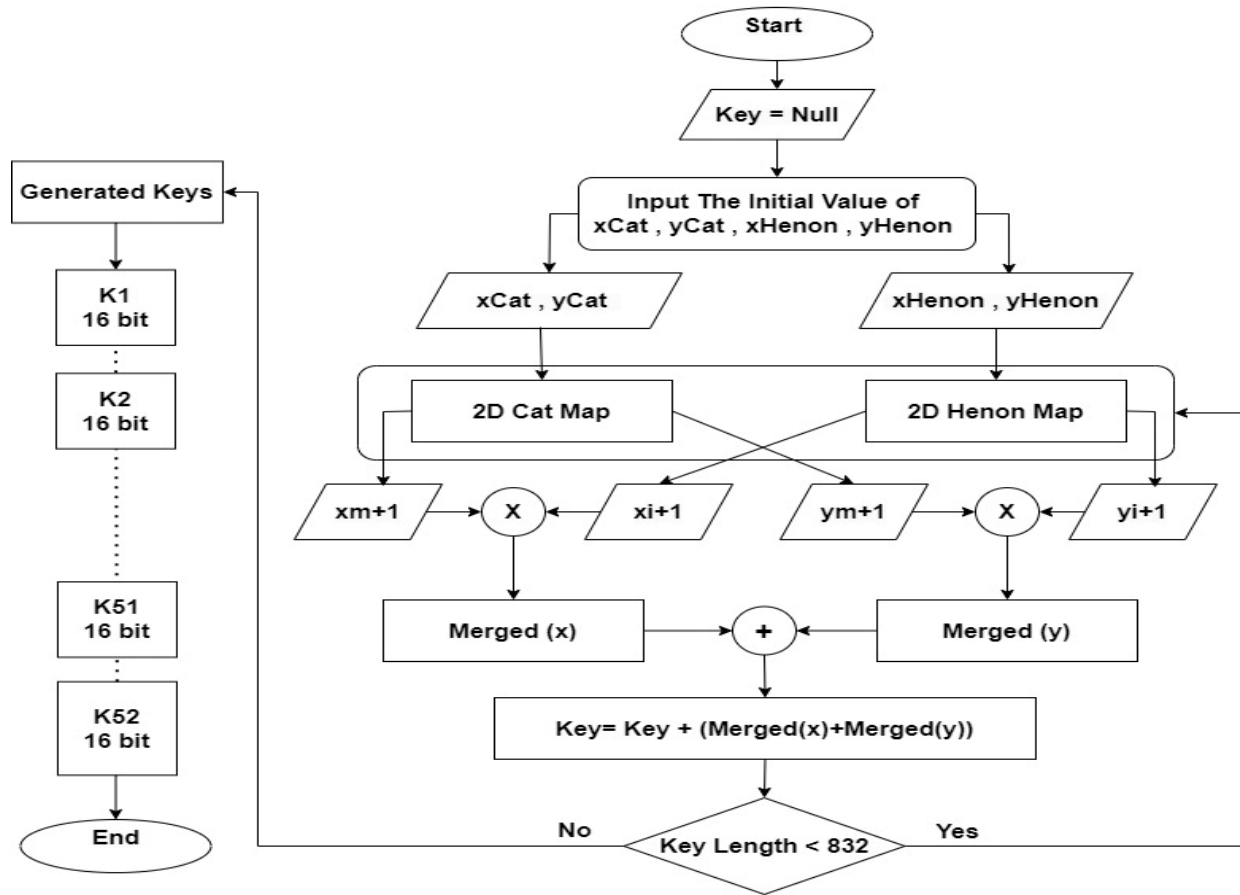 Start
Key = Null
Input The Initial Value of
xCat , yCat , xHenon , yHenon
xCat , yCat
xHenon , yHenon
2D Cat Map
2D Henon Map
xm+1
X
xi+1
ym+1
X
yi+1
Merged (x)
+
Merged (y)
Key= Key + (Merged(x)+Merged(y))
Key Length < 832
No
Yes
Generated Keys
K1
16 bit
K2
16 bit
K51
16 bit
K52
16 bit
End